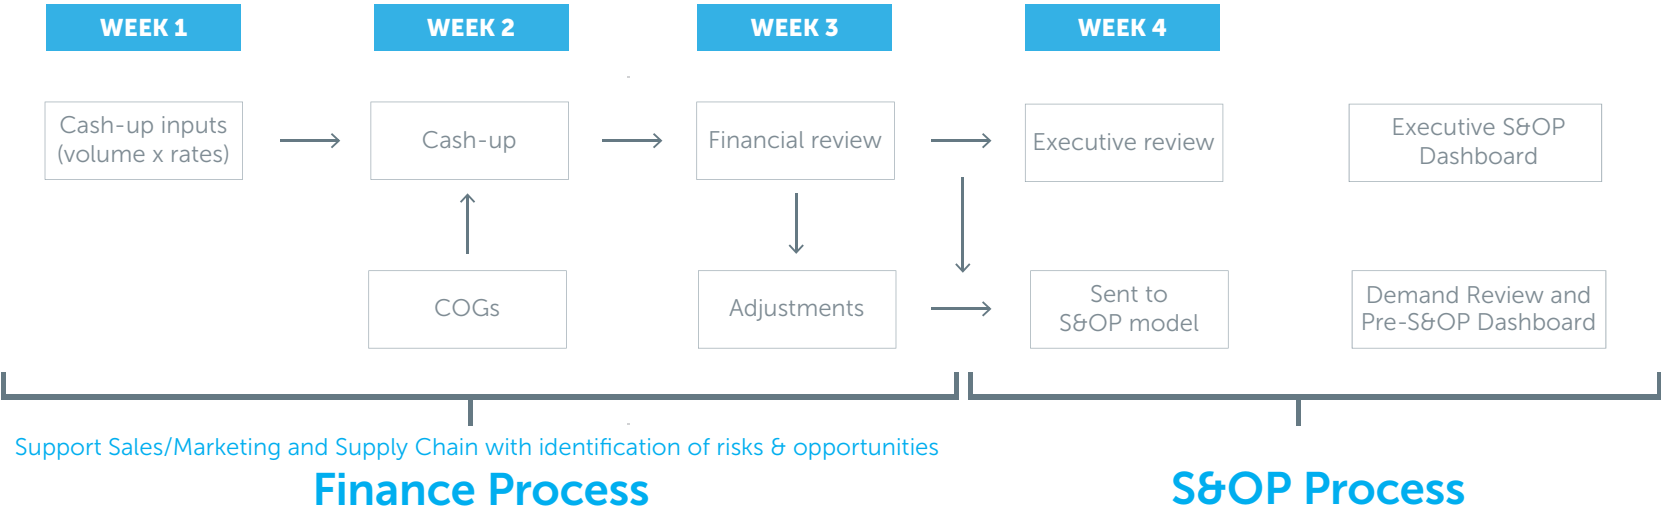 WEEK 1
WEEK 2
WEEK 3
WEEK 4
Cash-up inputs
(volume x rates)
Cash-up
Financial review
Executive review
Executive S&OP
Dashboard
COGs
Adjustments
Sent to
S&OP model
Demand Review and
Pre-S&OP Dashboard
Support Sales/Marketing and Supply Chain with identification of risks & opportunities
Finance Process
S&OP Process